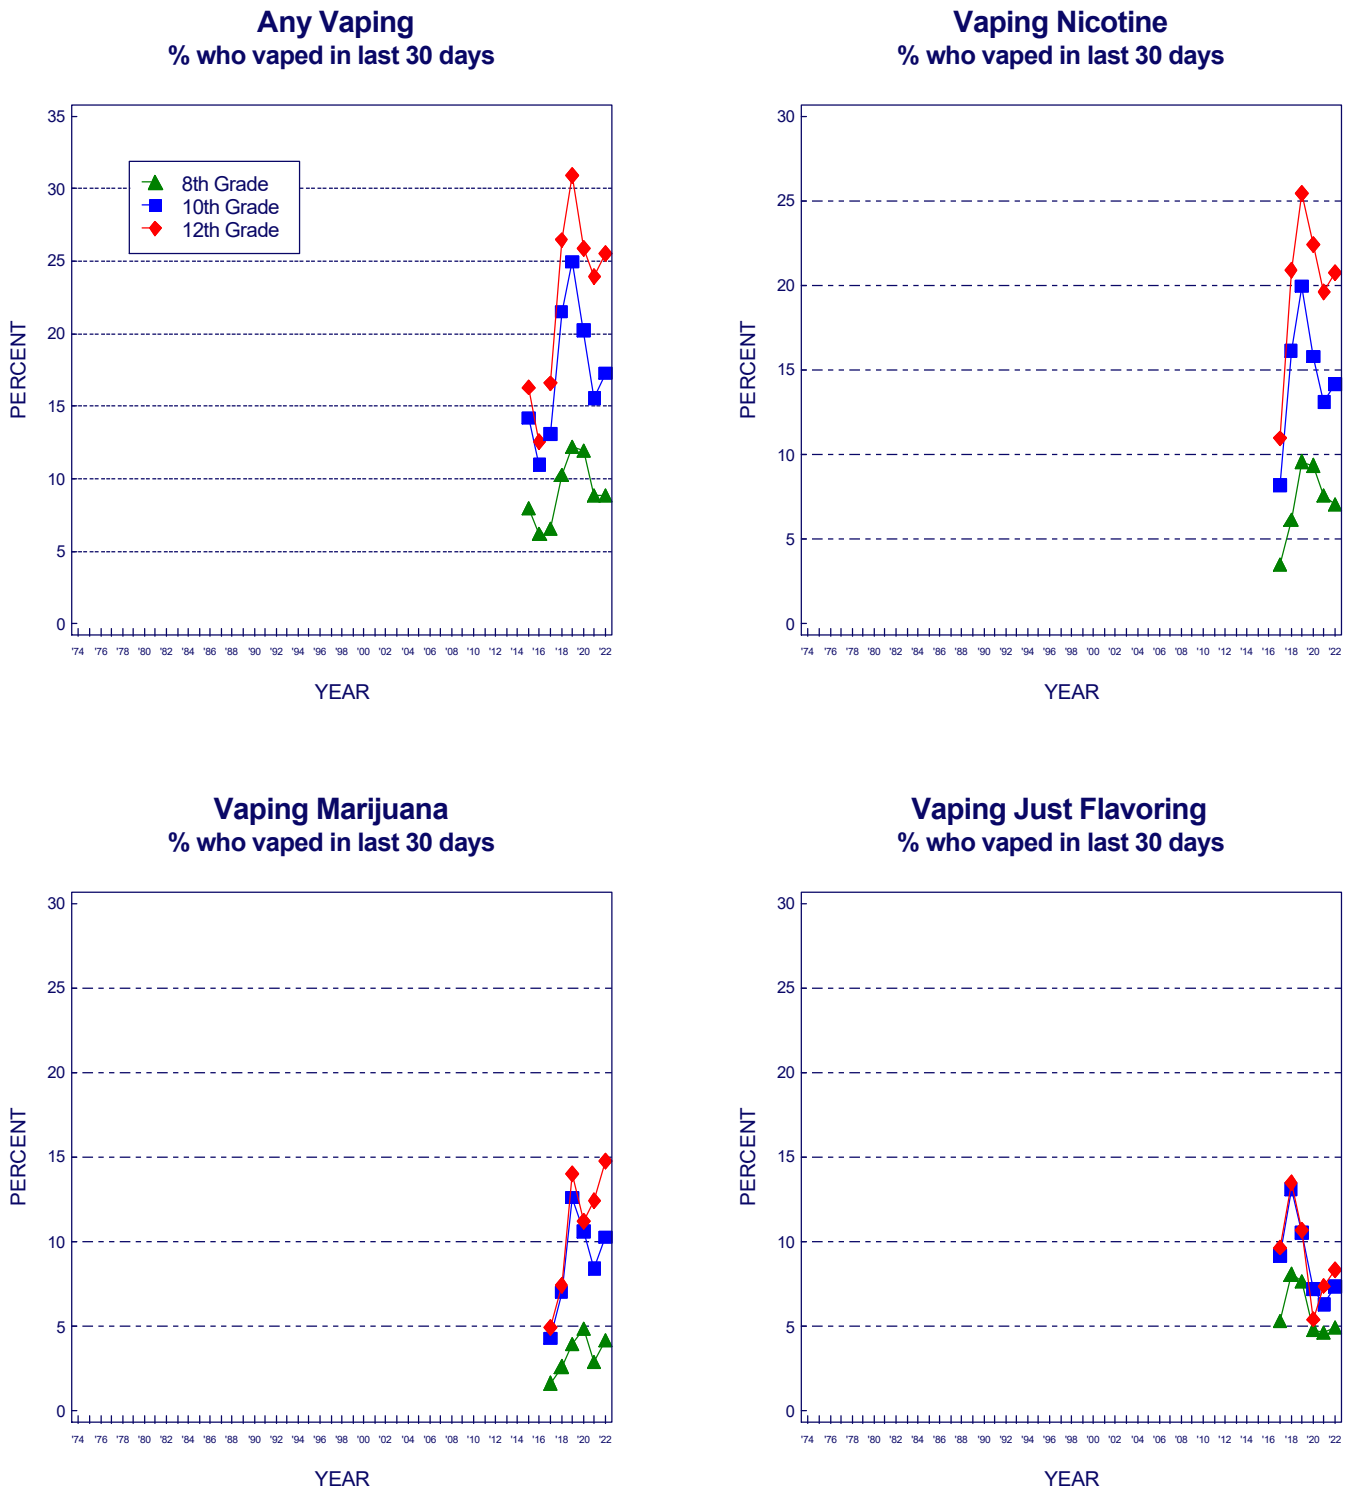 Any Vaping
% who vaped in last 30 days
35
30
25
20
15
10
5
0
PERCENT
8th Grade
10th Grade
12th Grade
'74 '76 '78 '80 '82 '84 '86 '88 '90 '92 '94 '96 '98 '00 '02 '04 '06 '08 '10 '12 '14 '16 '18 '20 '22
YEAR
Vaping Nicotine
% who vaped in last 30 days
30
25
20
15
10
5
0
PERCENT
'74 '76 '78 '80 '82 '84 '86 '88 '90 '92 '94 '96 '98 '00 '02 '04 '06 '08 '10 '12 '14 '16 '18 '20 '22
YEAR
Vaping Marijuana
% who vaped in last 30 days
30
25
20
15
10
5
0
PERCENT
'74 '76 '78 '80 '82 '84 '86 '88 '90 '92 '94 '96 '98 '00 '02 '04 '06 '08 '10 '12 '14 '16 '18 '20 '22
YEAR
Vaping Just Flavoring
% who vaped in last 30 days
30
25
20
15
10
5
0
PERCENT
'74 '76 '78 '80 '82 '84 '86 '88 '90 '92 '94 '96 '98 '00 '02 '04 '06 '08 '10 '12 '14 '16 '18 '20 '22
YEAR